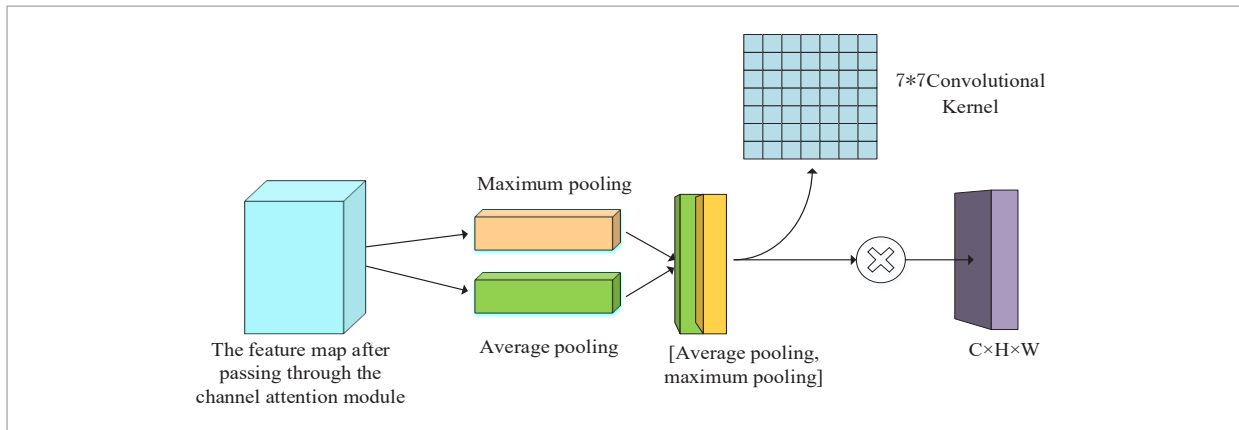 7*7Convolutional
Kernel
Maximum pooling
Average pooling
The feature map after
passing through the
channel attention module
[Average pooling,
maximum pooling]
C×H×W